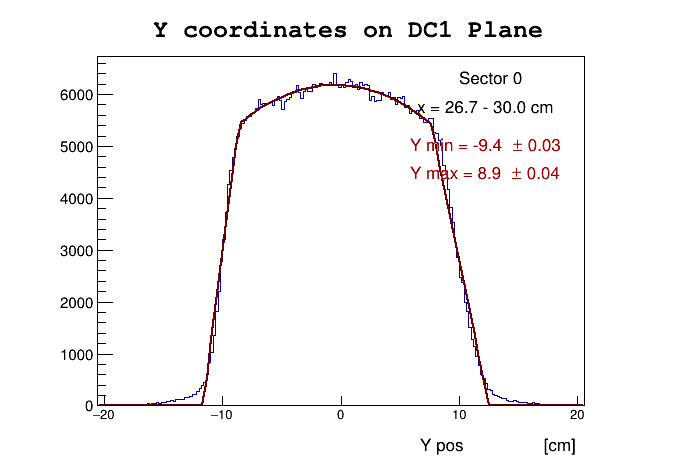 Y coordinates on DC1 Plane
Sector 0
x = 26.7 - 30.0 cm
Y min = -9.4 ± 0.03
Y max = 8.9 ± 0.04
6000
5000
4000
3000
2000
1000
0
−20 −10 0 10 20
Y pos [cm]